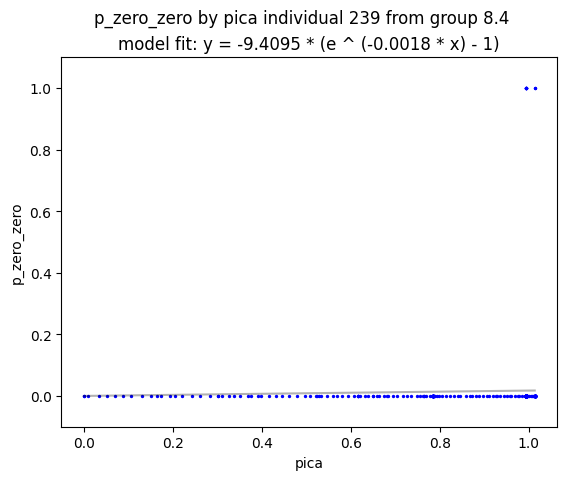 p_zero_zero by pica individual 239 from group 8.4
model fit: y = -9.4095 * (e ^ (-0.0018 * x) - 1)
1.0
0.8
0.6
0.4
0.2
0.0
p_zero_zero
0.0 0.2 0.4 0.6 0.8 1.0
pica